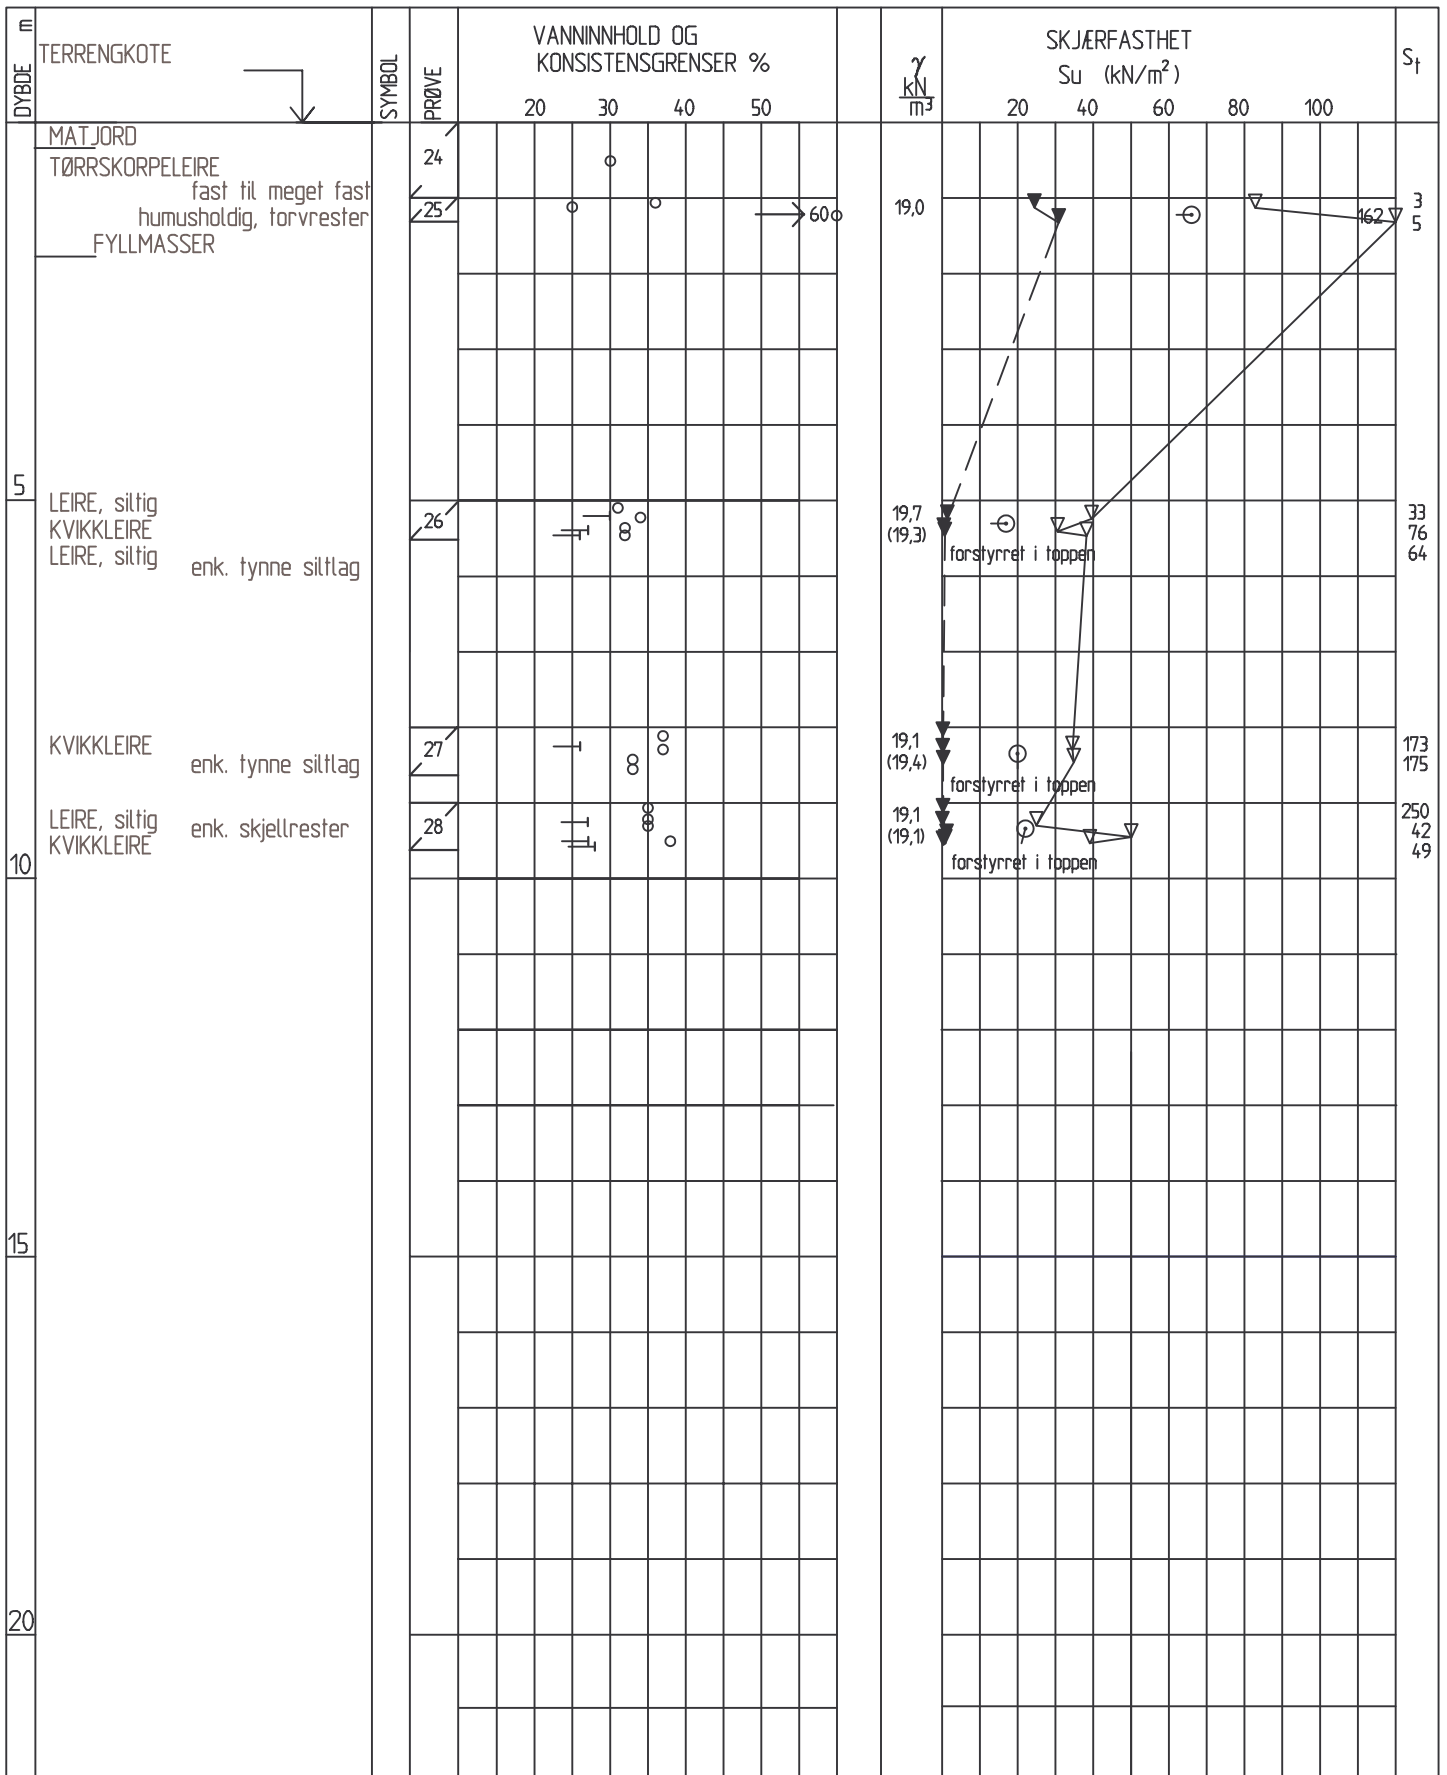 DYBDE m
TERRENGKOTE
SYMBOL
PRØVE
VANNINNHOLD OG
KONSISTENSGRENSER %
20 30 40 50
γ
kN
m³
SKJÆRFASTHET
Su (kN/m²)
20 40 60 80 100
St
MATJORD
TØRRSKORPELEIRE
fast til meget fast
humusholdig, torvrester
FYLLMASSER
24
25
60
19,0
162
3
5
5
LEIRE, siltig
KVIKKLEIRE
LEIRE, siltig
enk. tynne siltlag
26
19,7
(19,3)
forstyrret i toppen
33
76
64
KVIKKLEIRE
enk. tynne siltlag
27
19,1
(19,4)
forstyrret i toppen
173
175
LEIRE, siltig
enk. skjellrester
KVIKKLEIRE
28
19,1
(19,1)
forstyrret i toppen
250
42
49
10
15
20